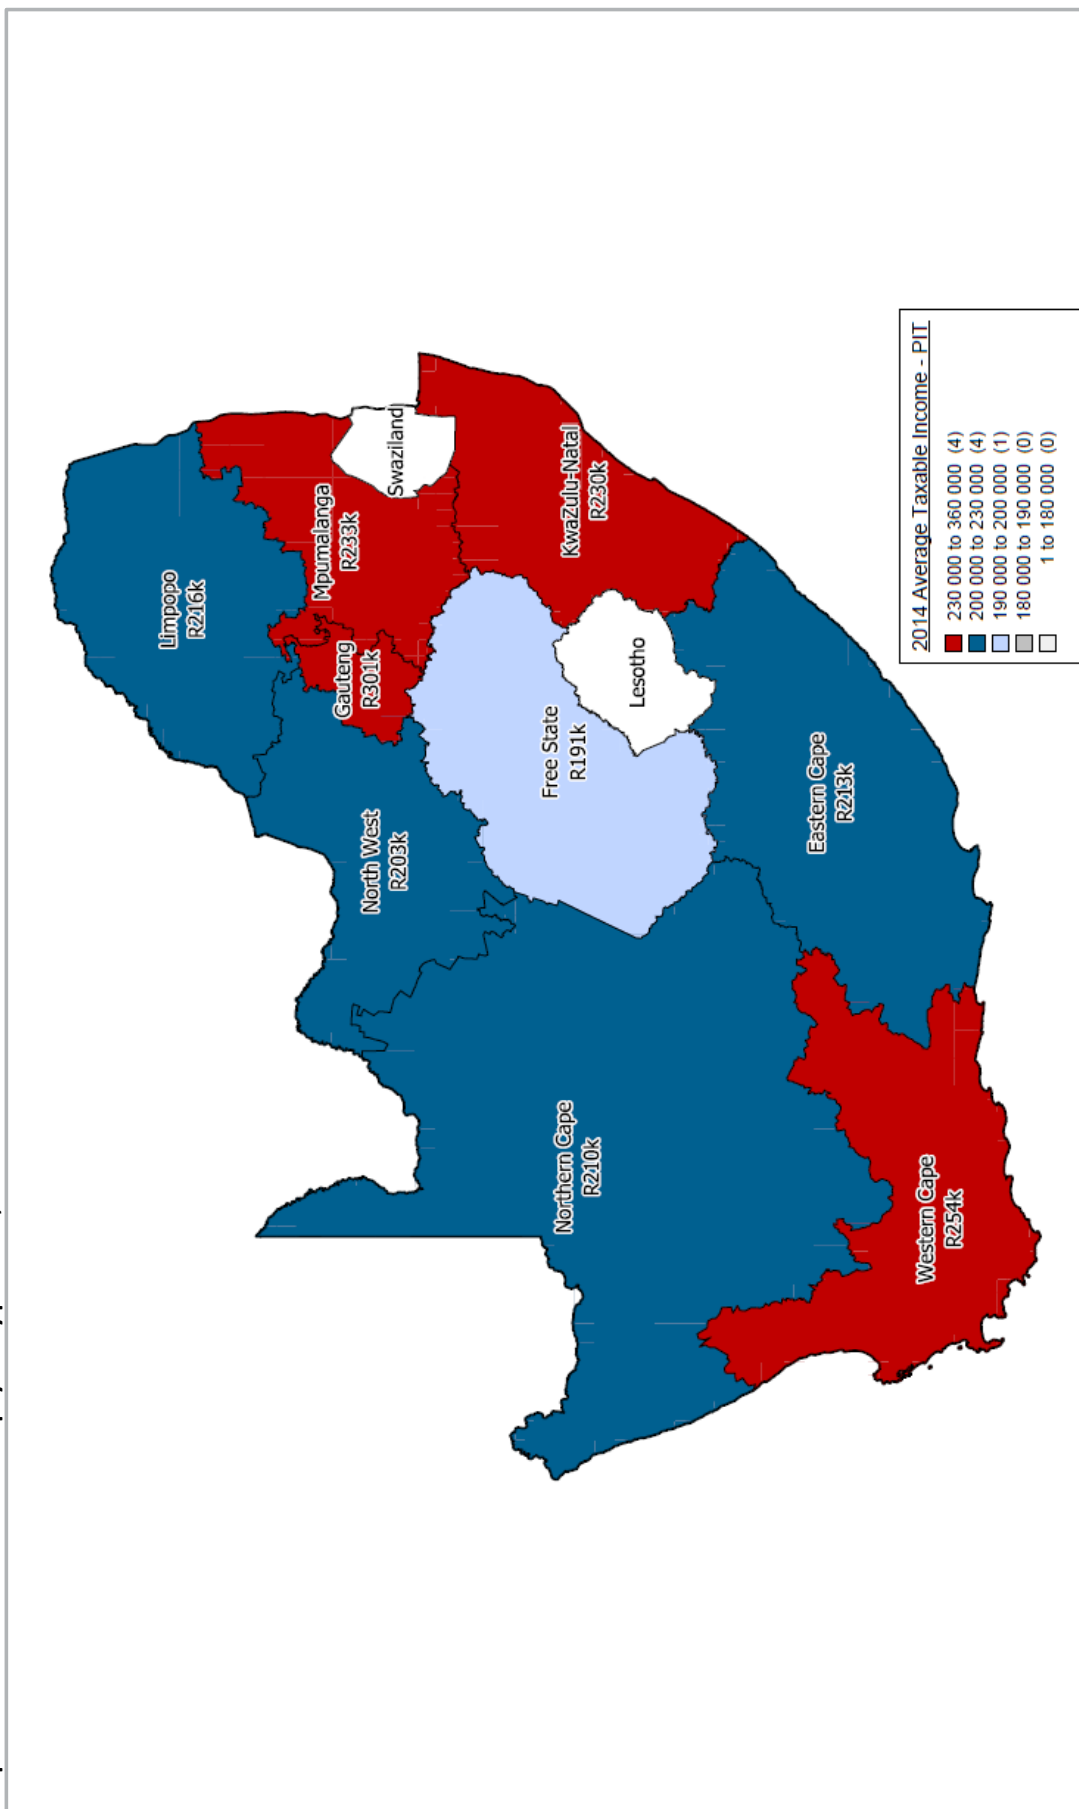 Limpopo
R216k
Mpumalanga
R233k
Gauteng
R301k
Swaziland
North West
R203k
Free State
R191k
KwaZulu-Natal
R230k
Lesotho
Northern Cape
R210k
Eastern Cape
R213k
Western Cape
R254k
2014 Average Taxable Income - PIT
230 000 to 360 000 (4)
200 000 to 230 000 (4)
190 000 to 200 000 (1)
180 000 to 190 000 (0)
1 to 180 000 (0)